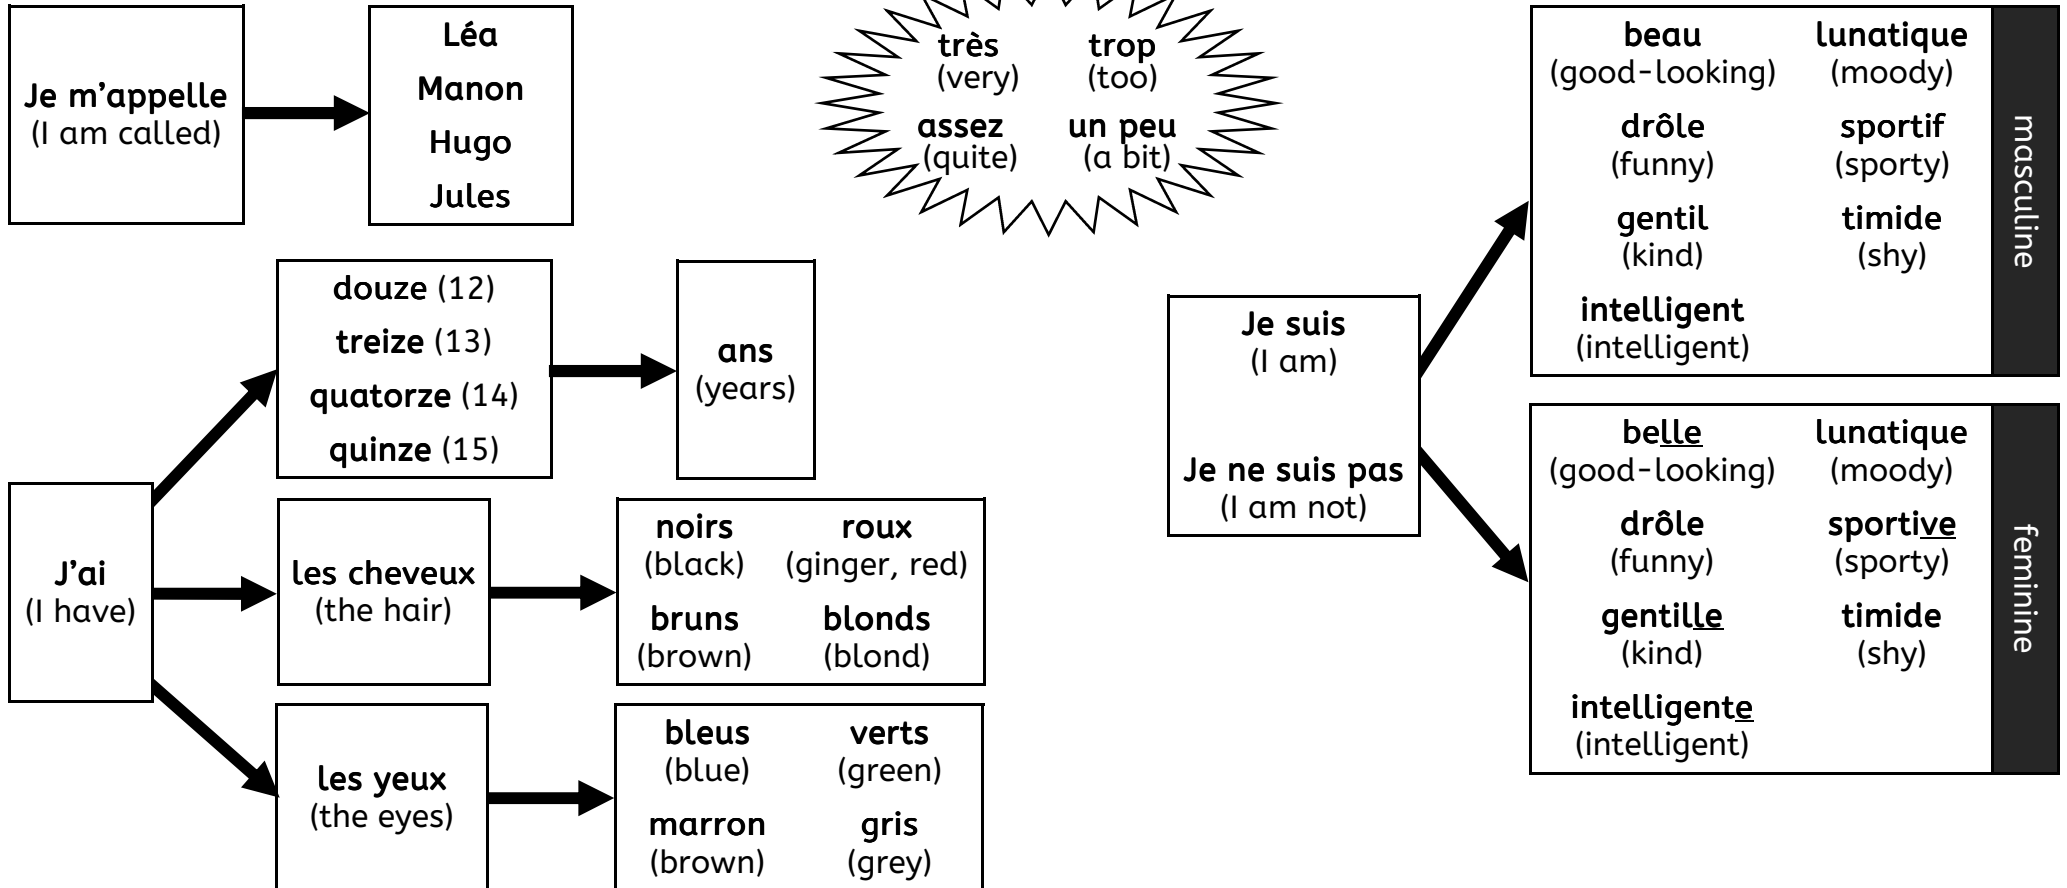 Je m’appelle
(I am called)
Léa
Manon
Hugo
Jules
très
(very)
trop
(too)
assez
(quite)
un peu
(a bit)
J’ai
(I have)
douze (12)
treize (13)
quatorze (14)
quinze (15)
ans
(years)
les cheveux
(the hair)
noirs
(black)
roux
(ginger, red)
bruns
(brown)
blonds
(blond)
les yeux
(the eyes)
bleus
(blue)
verts
(green)
marron
(brown)
gris
(grey)
Je suis
(I am)
Je ne suis pas
(I am not)
beau
(good-looking)
lunatique
(moody)
drôle
(funny)
sportif
(sporty)
gentil
(kind)
timide
(shy)
intelligent
(intelligent)
masculine
belle
(good-looking)
lunatique
(moody)
drôle
(funny)
sportive
(sporty)
gentille
(kind)
timide
(shy)
intelligente
(intelligent)
feminine